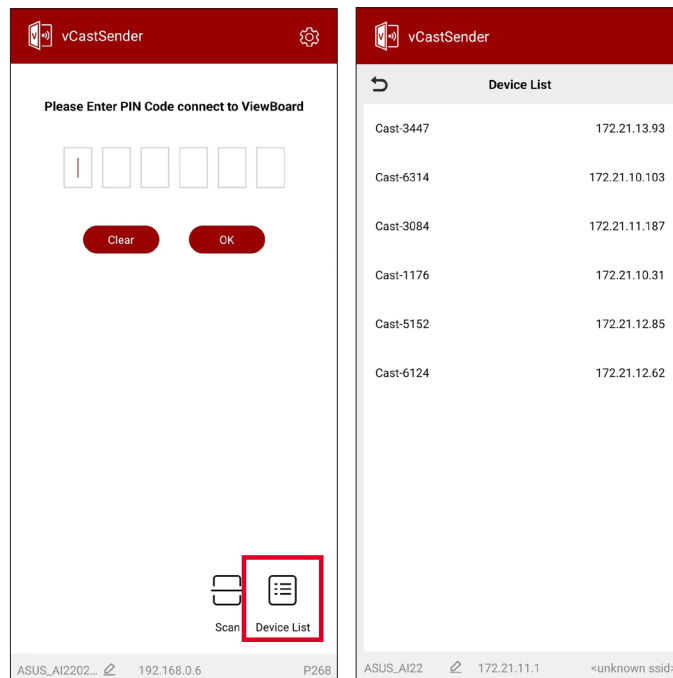 vCastSender
Please Enter PIN Code connect to ViewBoard
Clear
OK
Scan
Device List
ASUS_AI2202... 192.168.0.6 P268
vCastSender
Device List
Cast-3447 172.21.13.93
Cast-6314 172.21.10.103
Cast-3084 172.21.11.187
Cast-1176 172.21.10.31
Cast-5152 172.21.12.85
Cast-6124 172.21.12.62
ASUS_AI22 172.21.11.1 <unknown ssid>